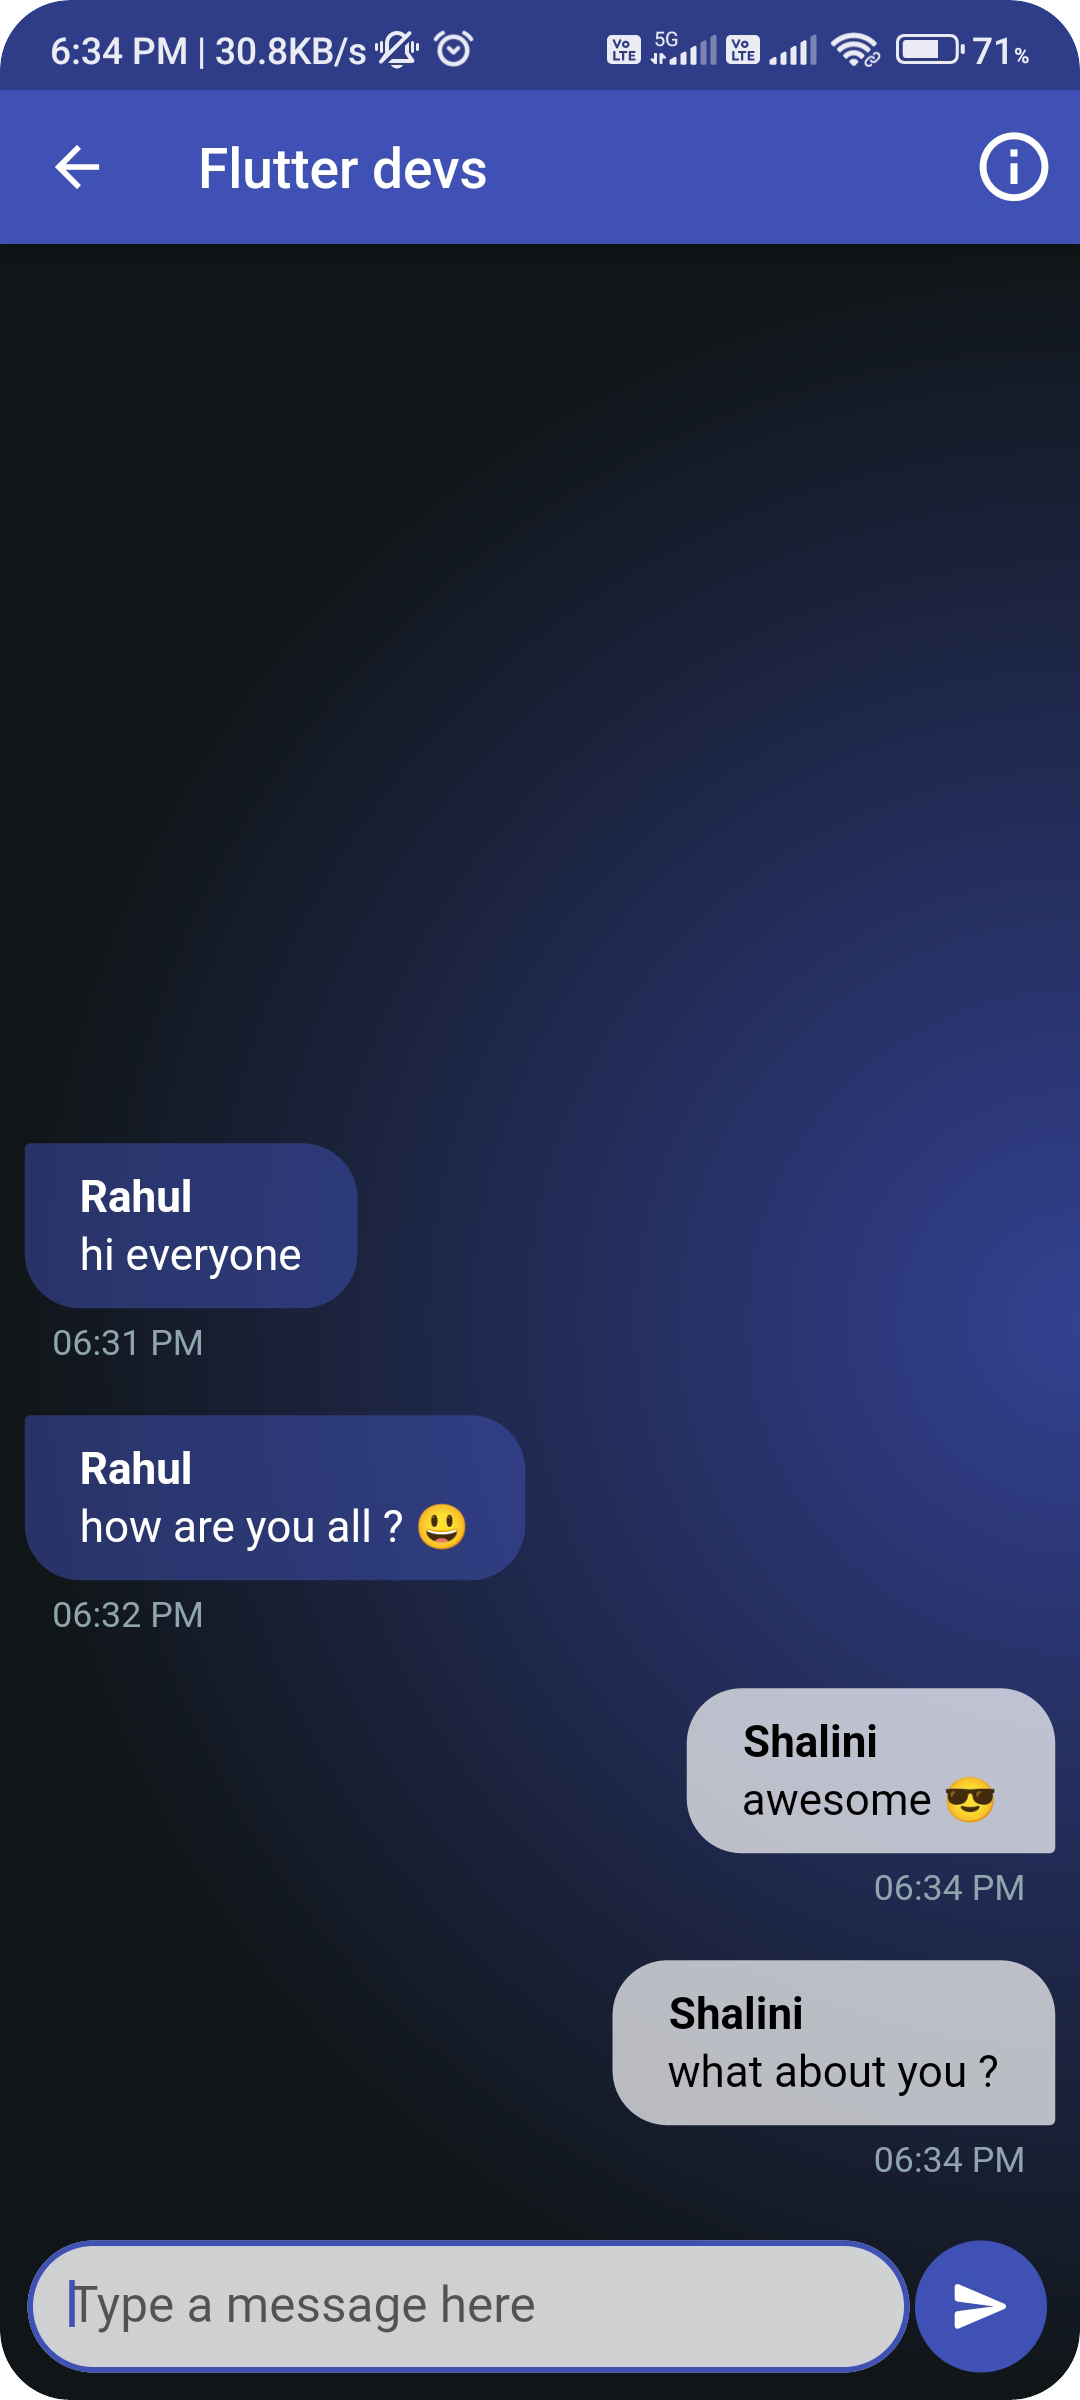 6:34 PM | 30.8KB/s Vo LTE 5G Vo LTE 71%
Flutter devs
Rahul
hi everyone
06:31 PM
Rahul
how are you all ? 😃
06:32 PM
Shalini
awesome 😎
06:34 PM
Shalini
what about you ?
06:34 PM
Type a message here